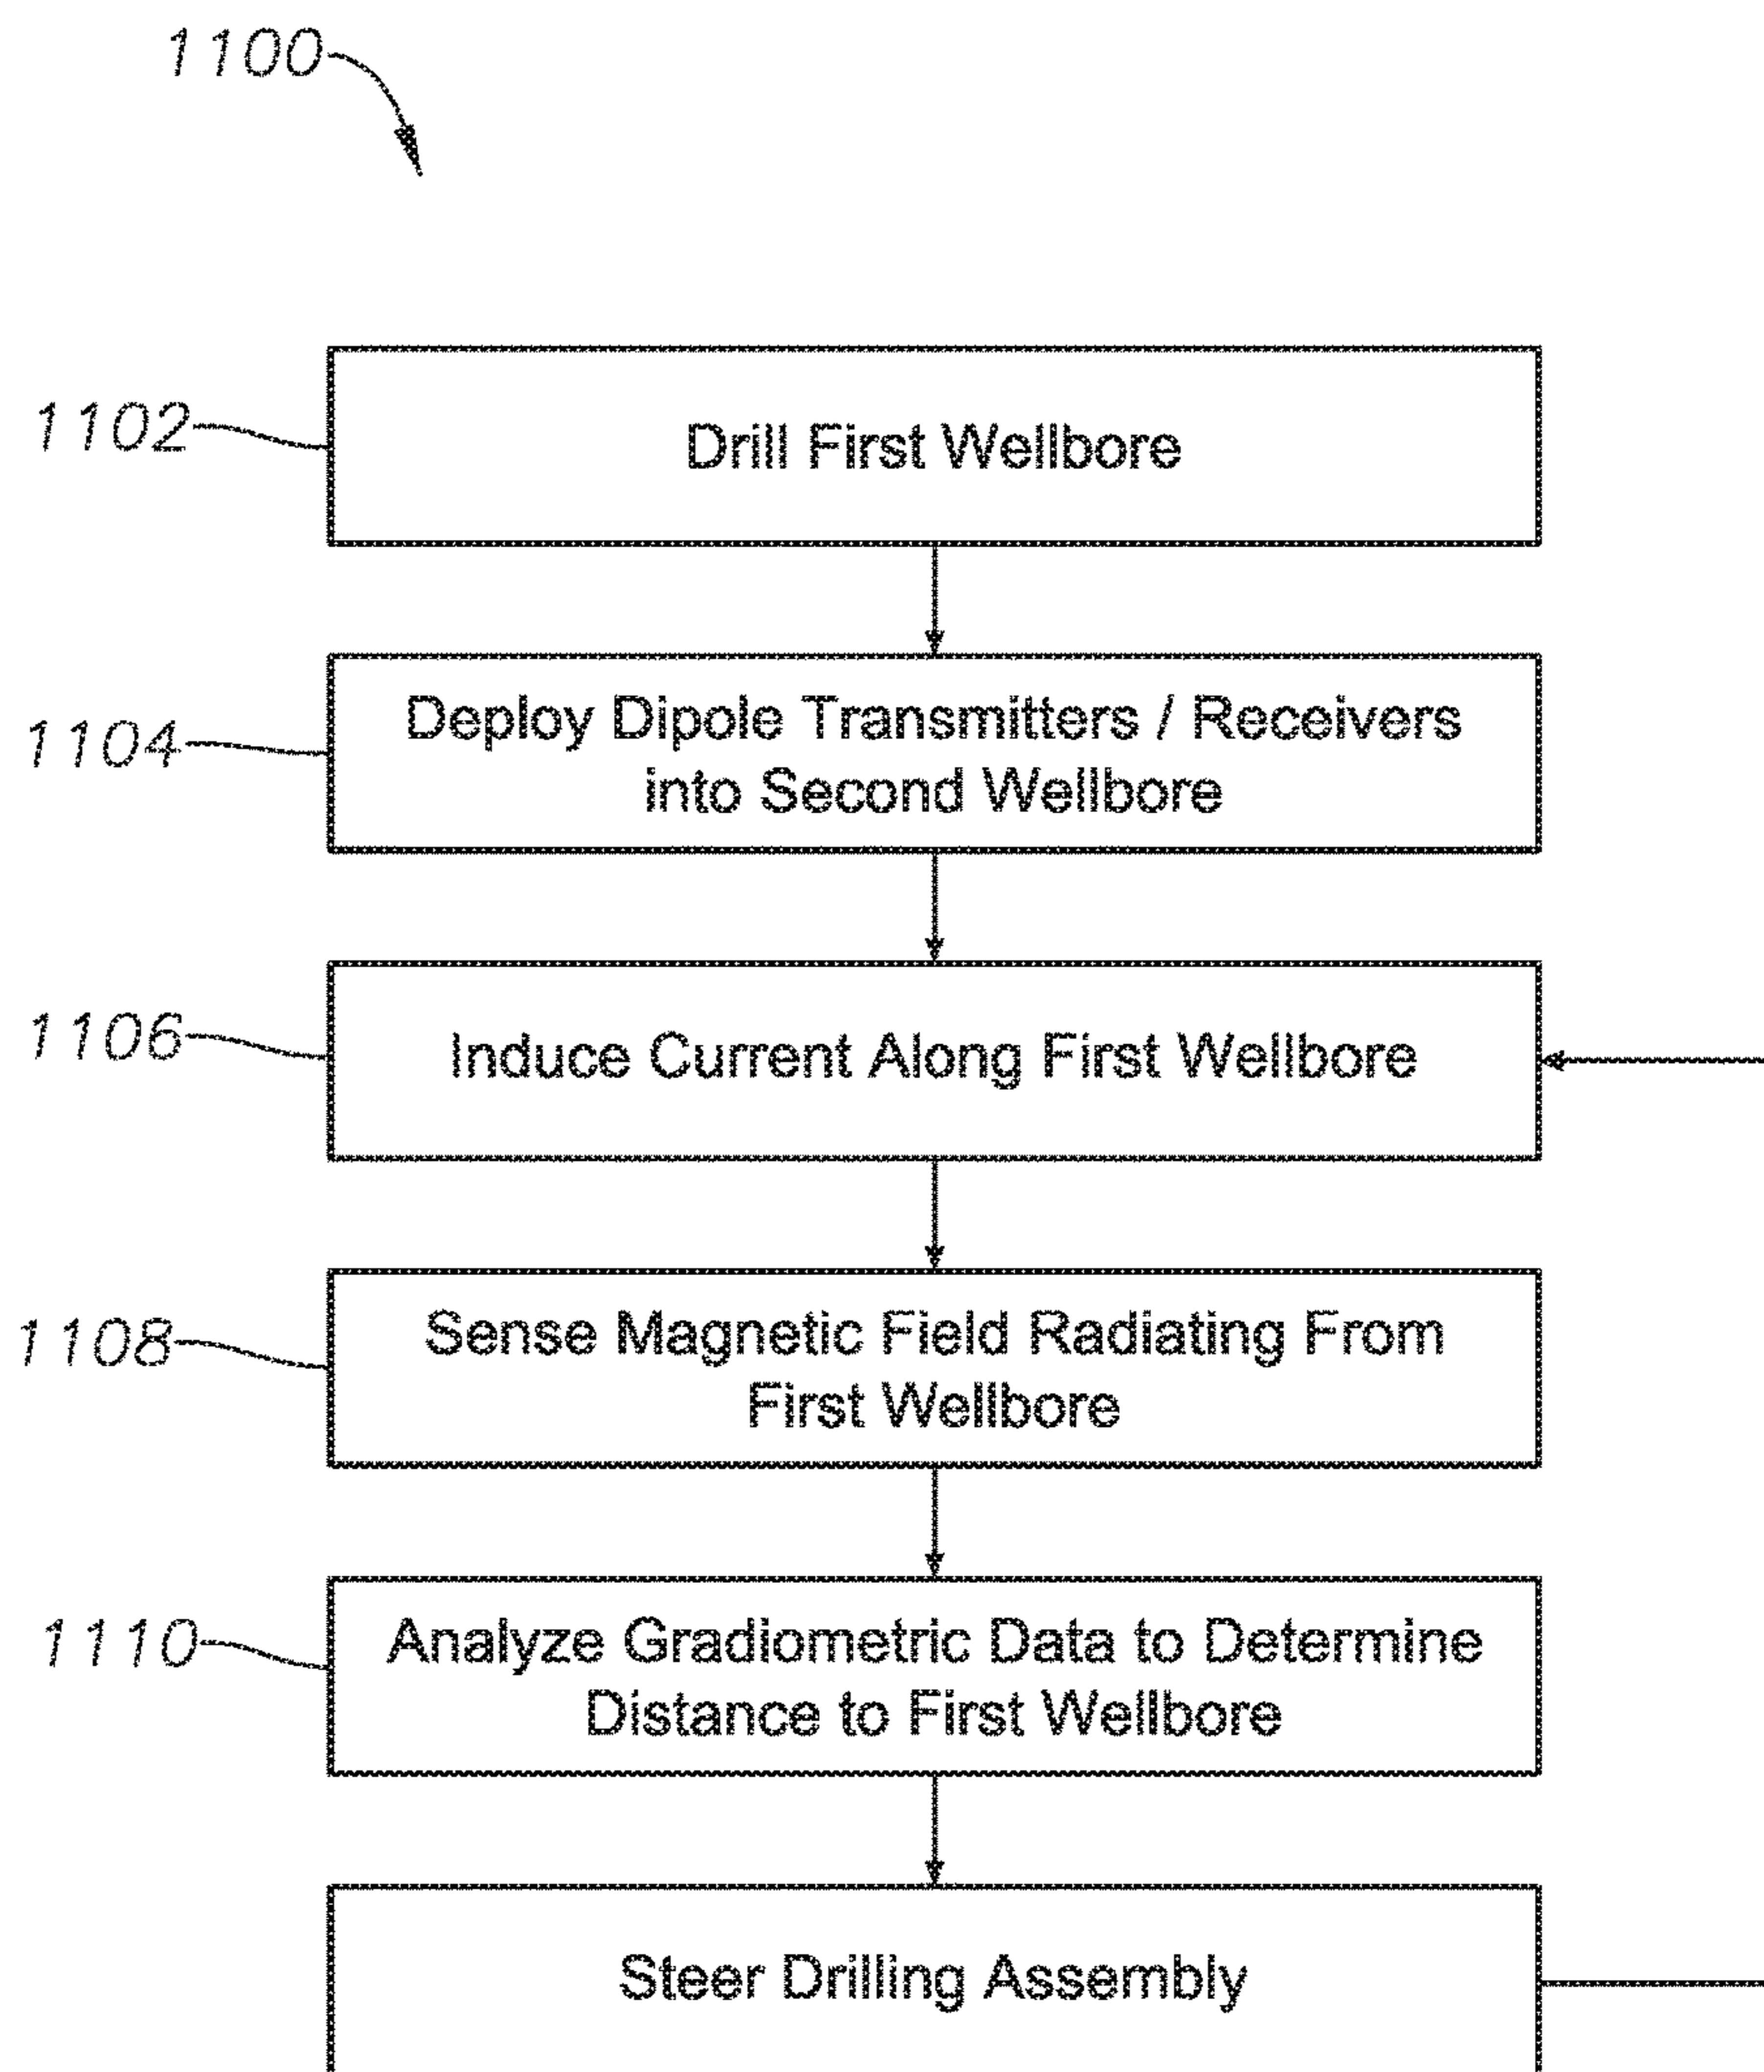 1100
1102
Drill First Wellbore
1104
Deploy Dipole Transmitters / Receivers
into Second Wellbore
1106
Induce Current Along First Wellbore
1108
Sense Magnetic Field Radiating From
First Wellbore
1110
Analyze Gradiometric Data to Determine
Distance to First Wellbore
Steer Drilling Assembly